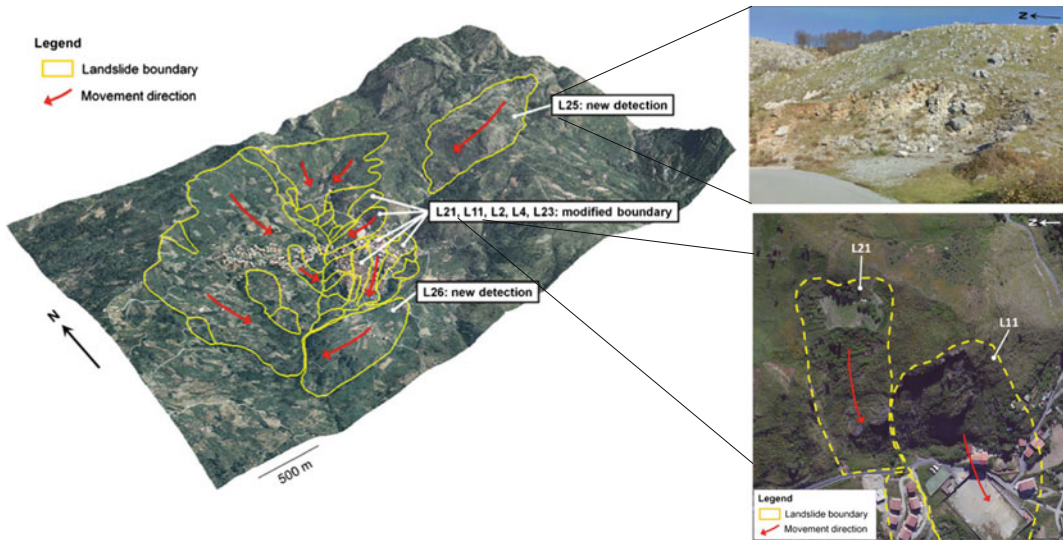 Legend
Landslide boundary
Movement direction
L25: new detection
L21, L11, L2, L4, L23: modified boundary
L26: new detection
N
500 m
N
N
L21
L11
Legend
Landslide boundary
Movement direction